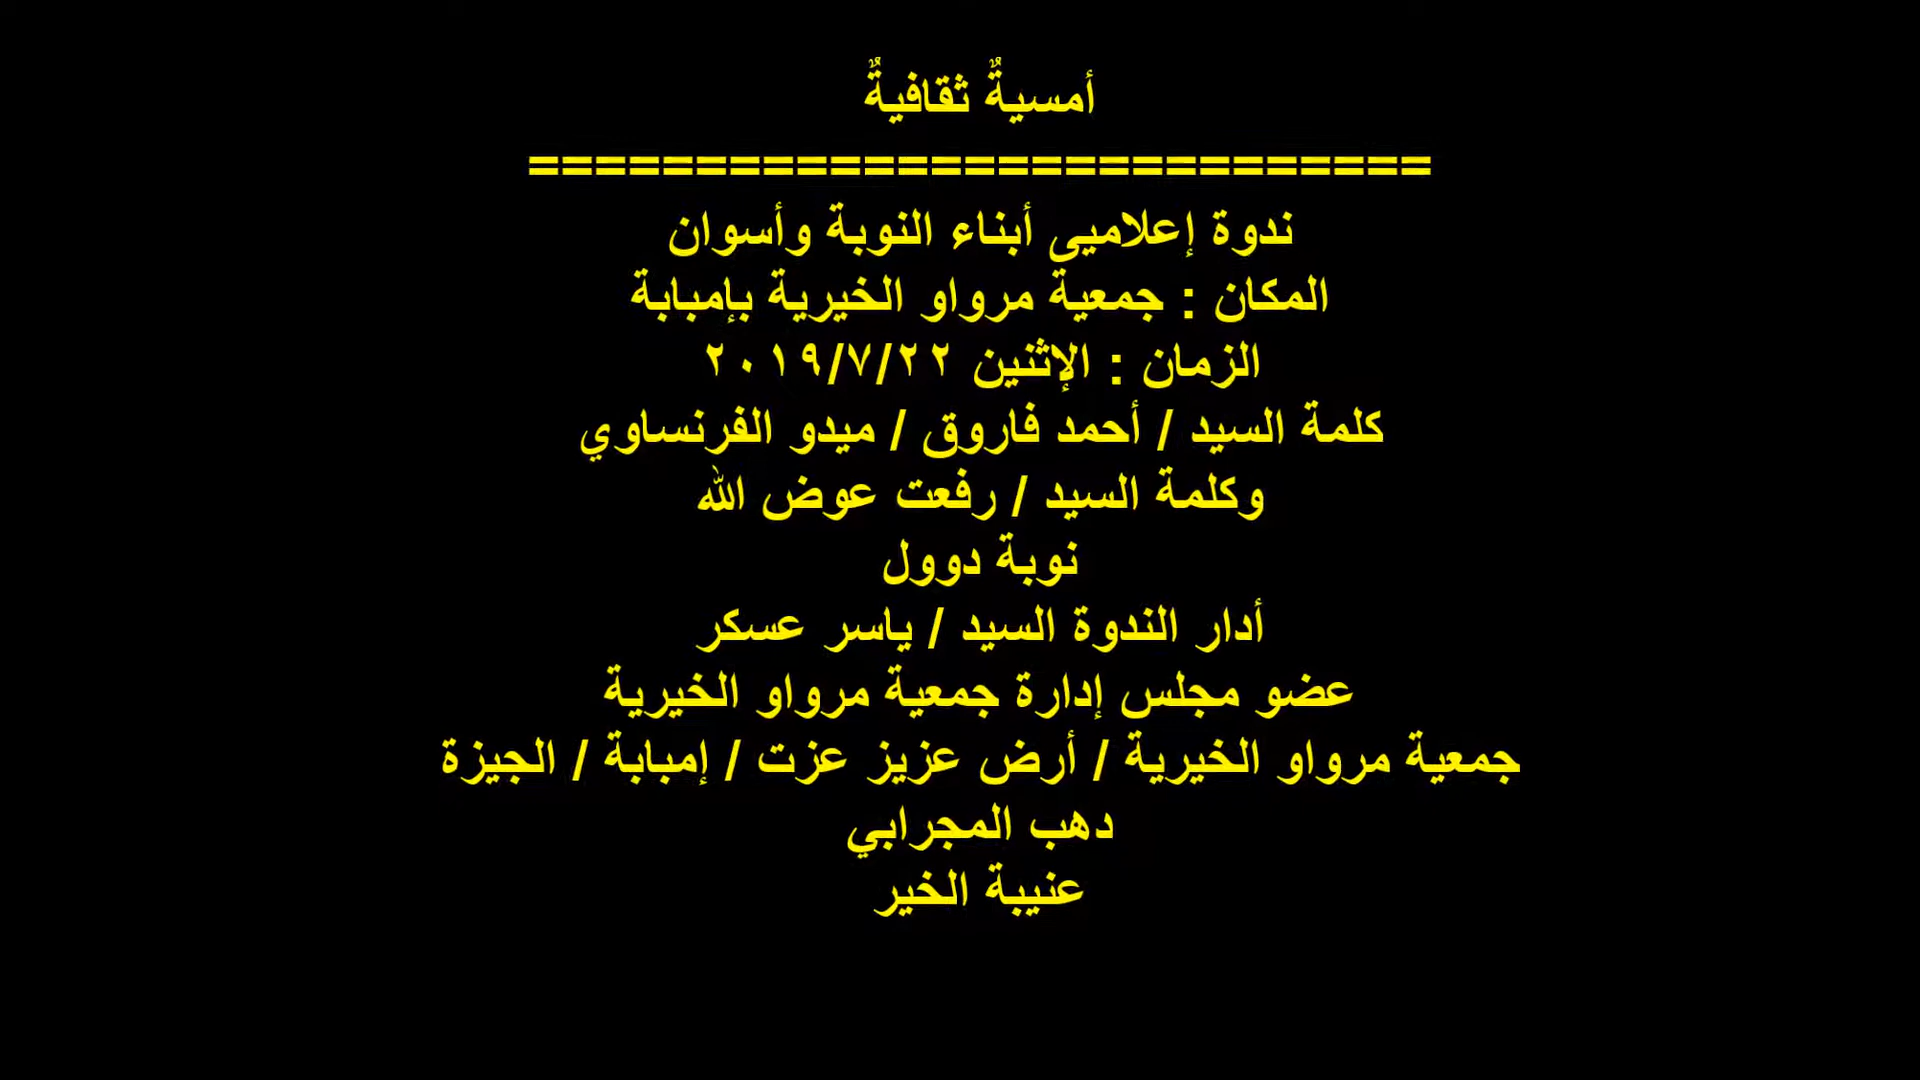 أمسيةٌ ثقافيةٌ
===========================
ندوة إعلاميى أبناء النوبة وأسوان
المكان : جمعية مرواو الخيرية بإمبابة
الزمان : الإثنين ٢٠١٩/٧/٢٢
كلمة السيد / أحمد فاروق / ميدو الفرنساوي
وكلمة السيد / رفعت عوض الله
نوبة دوول
أدار الندوة السيد / ياسر عسكر
عضو مجلس إدارة جمعية مرواو الخيرية
جمعية مرواو الخيرية / أرض عزيز عزت / إمبابة / الجيزة
دهب المجرابي
عنيبة الخير